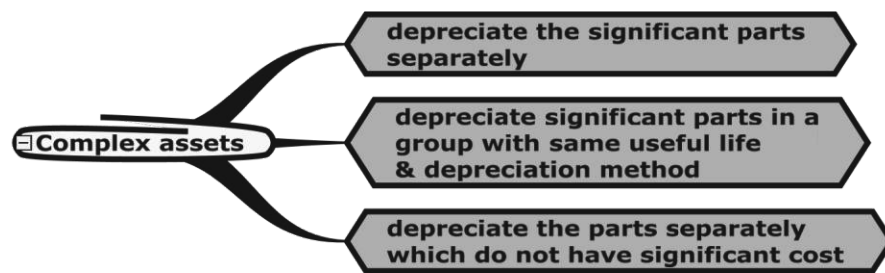 depreciate the significant parts
separately
Complex assets
depreciate significant parts in a
group with same useful life
& depreciation method
depreciate the parts separately
which do not have significant cost